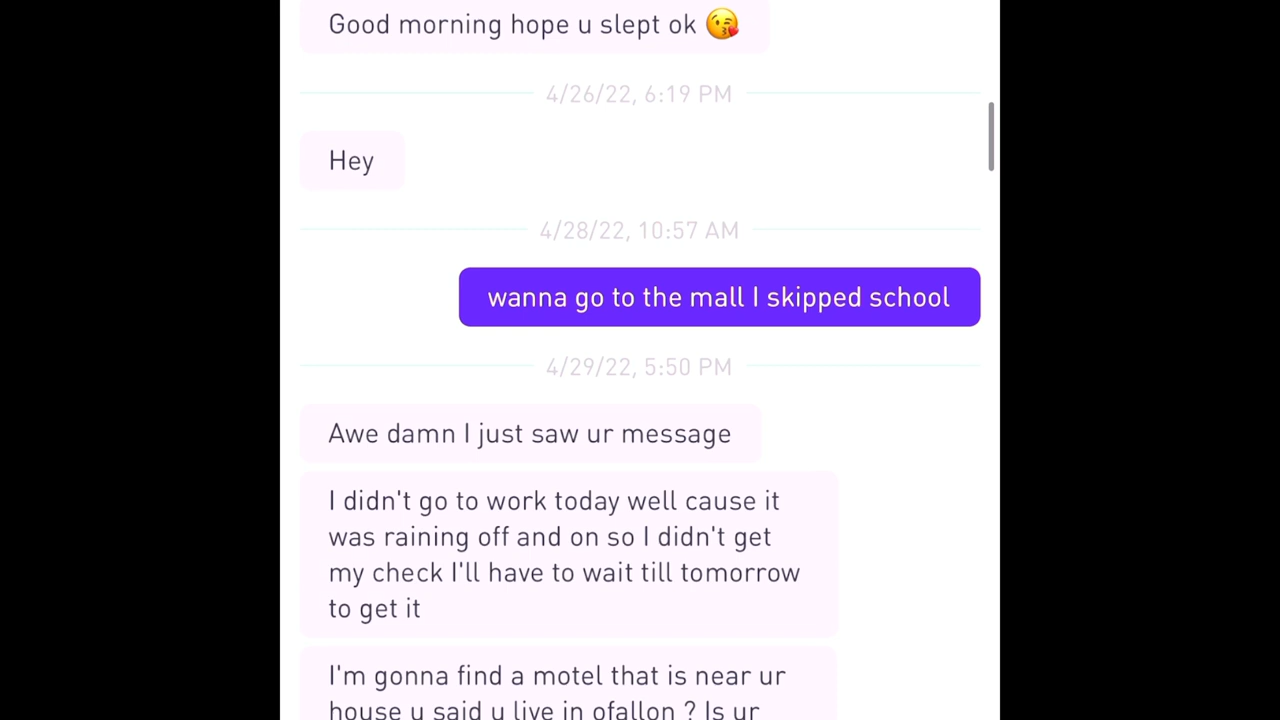 Good morning hope u slept ok 😘
4/26/22, 6:19 PM
Hey
4/28/22, 10:57 AM
wanna go to the mall I skipped school
4/29/22, 5:50 PM
Awe damn I just saw ur message
I didn't go to work today well cause it
was raining off and on so I didn't get
my check I'll have to wait till tomorrow
to get it
I'm gonna find a motel that is near ur
house u said u live in ofallon ? Is ur